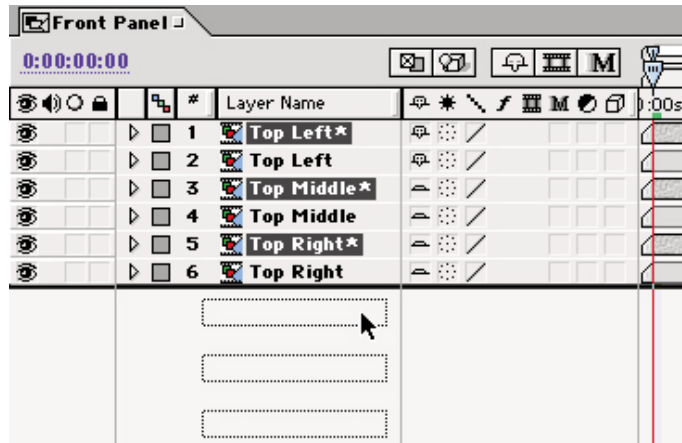 Front Panel
0:00:00:00
M
# Layer Name f M :00s
1 Top Left*
2 Top Left
3 Top Middle*
4 Top Middle
5 Top Right*
6 Top Right